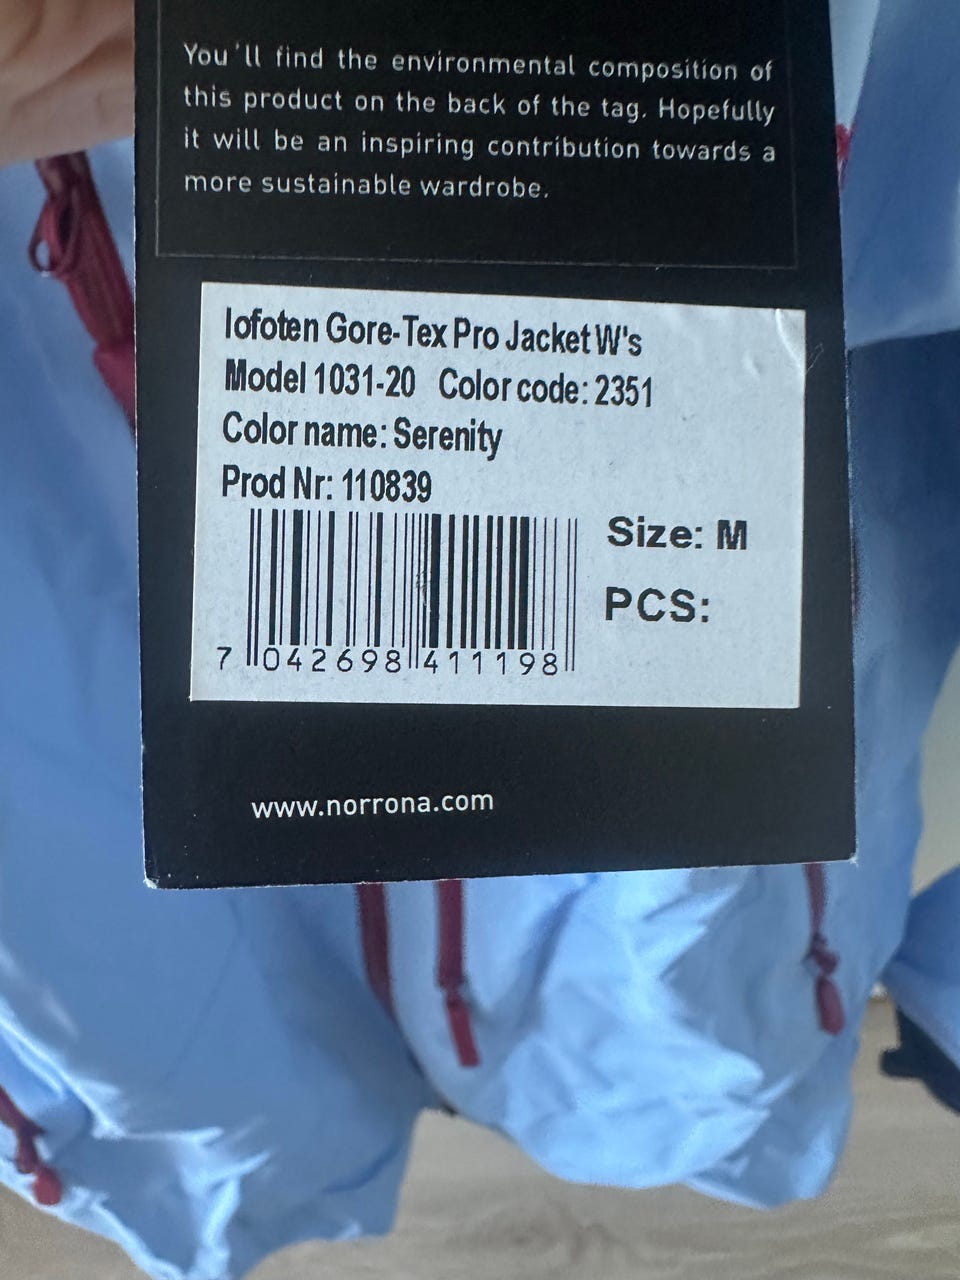 You'll find the environmental composition of
this product on the back of the tag. Hopefully
it will be an inspiring contribution towards a
more sustainable wardrobe.
lofoten Gore-Tex Pro Jacket W's
Model 1031-20 Color code: 2351
Color name: Serenity
Prod Nr: 110839
Size: M
PCS:
7 042698 411198
www.norrona.com